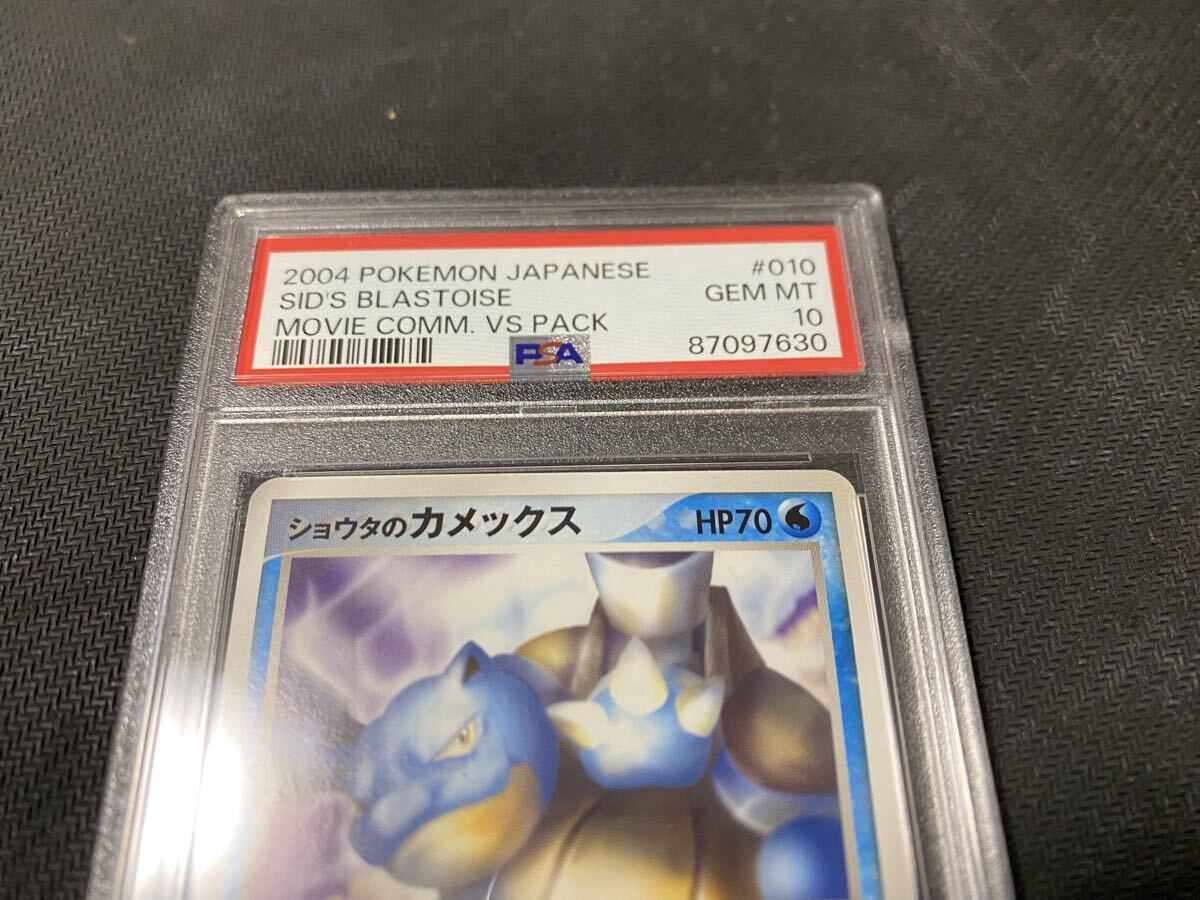 2004 POKEMON JAPANESE #010
SID'S BLASTOISE GEM MT
MOVIE COMM. VS PACK 10
PSA 87097630
ショウタのカメックス HP70